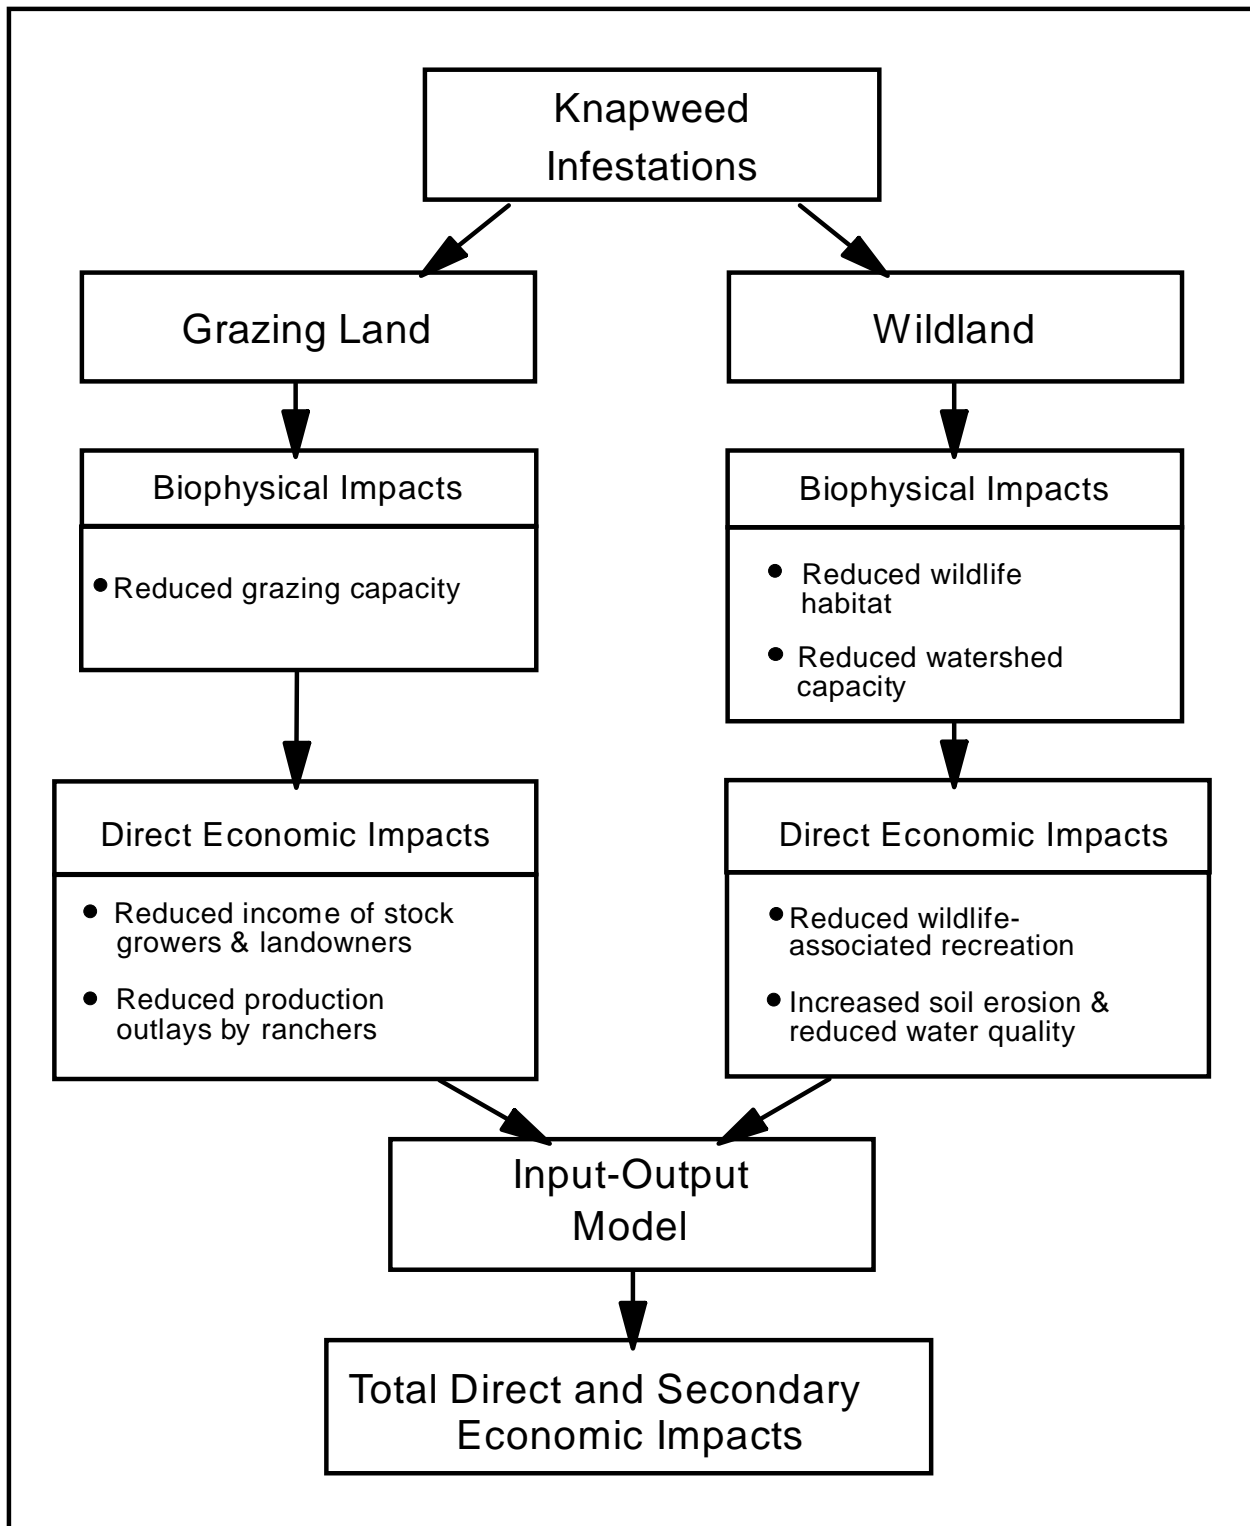 Knapweed
Infestations
Grazing Land
Wildland
Biophysical Impacts
• Reduced grazing capacity
Biophysical Impacts
• Reduced wildlife
habitat
• Reduced watershed
capacity
Direct Economic Impacts
• Reduced income of stock
growers & landowners
• Reduced production
outlays by ranchers
Direct Economic Impacts
• Reduced wildlife-
associated recreation
• Increased soil erosion &
reduced water quality
Input-Output
Model
Total Direct and Secondary
Economic Impacts